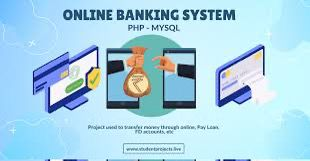 ONLINE BANKING SYSTEM
PHP - MYSQL
Project used to transfer money through online, Pay Loan,
FD accounts, etc
www.studentprojects.live